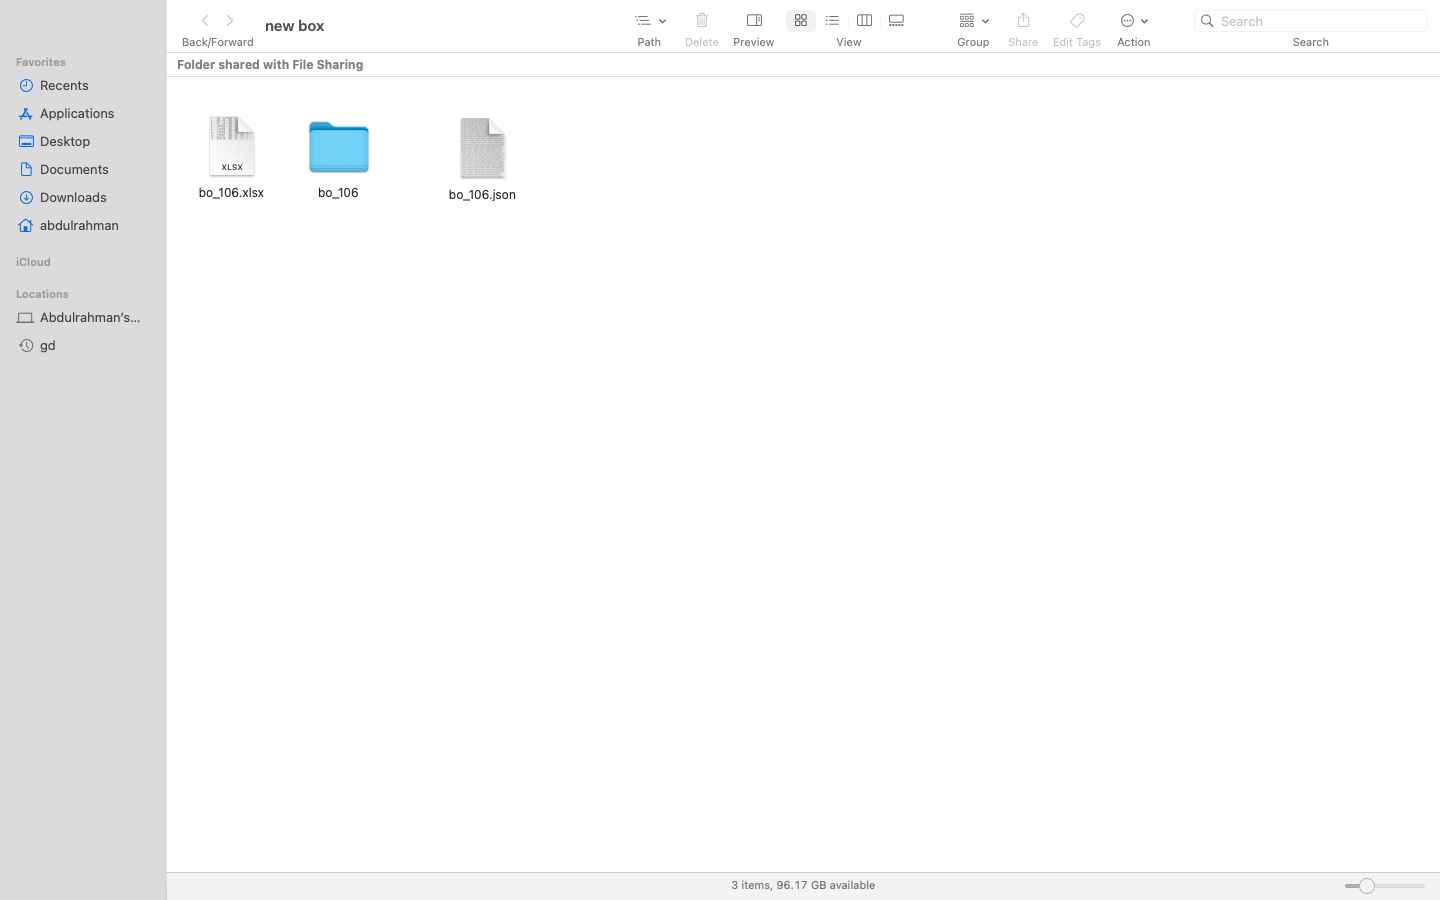 Back/Forward
new box
Path
Delete
Preview
View
Group
Share
Edit Tags
Action
Search
Search
Folder shared with File Sharing
Favorites
Recents
Applications
Desktop
Documents
Downloads
abdulrahman
iCloud
Locations
Abdulrahman's...
gd
XLSX
bo_106.xlsx
bo_106
bo_106.json
3 items, 96.17 GB available